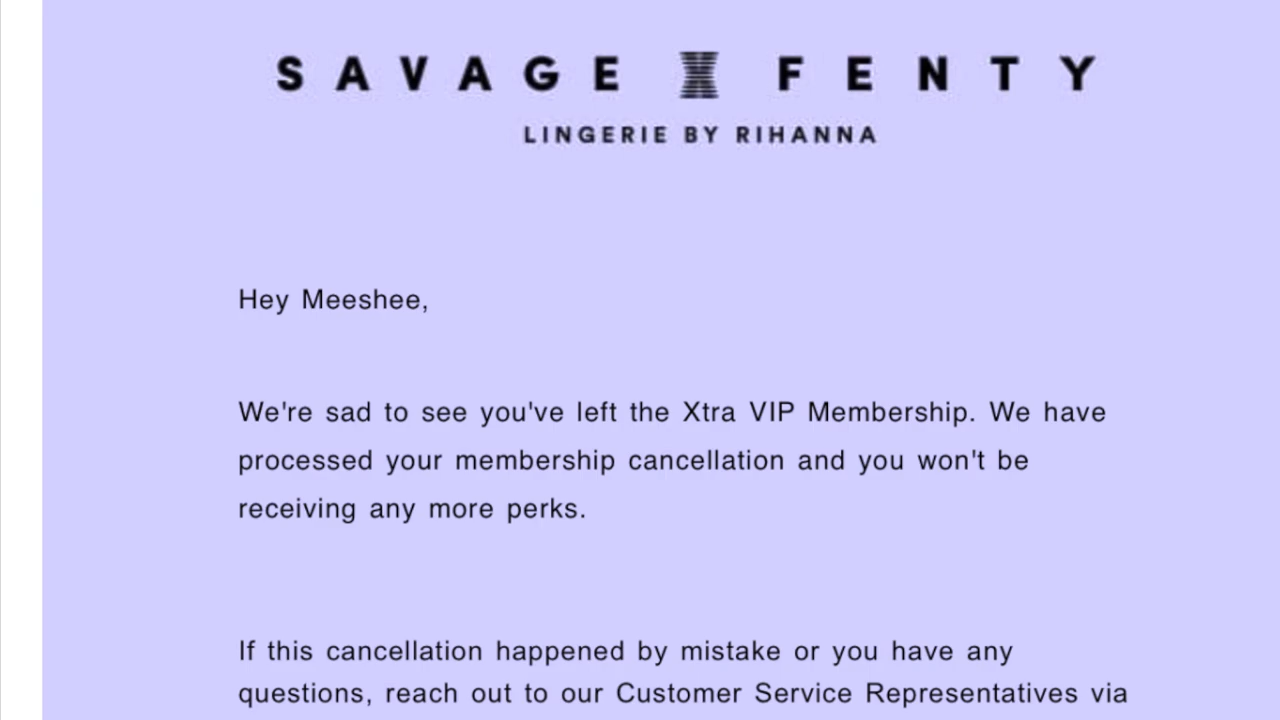 SAVAGE X FENTY
LINGERIE BY RIHANNA
Hey Meeshee,
We're sad to see you've left the Xtra VIP Membership. We have
processed your membership cancellation and you won't be
receiving any more perks.
If this cancellation happened by mistake or you have any
questions, reach out to our Customer Service Representatives via